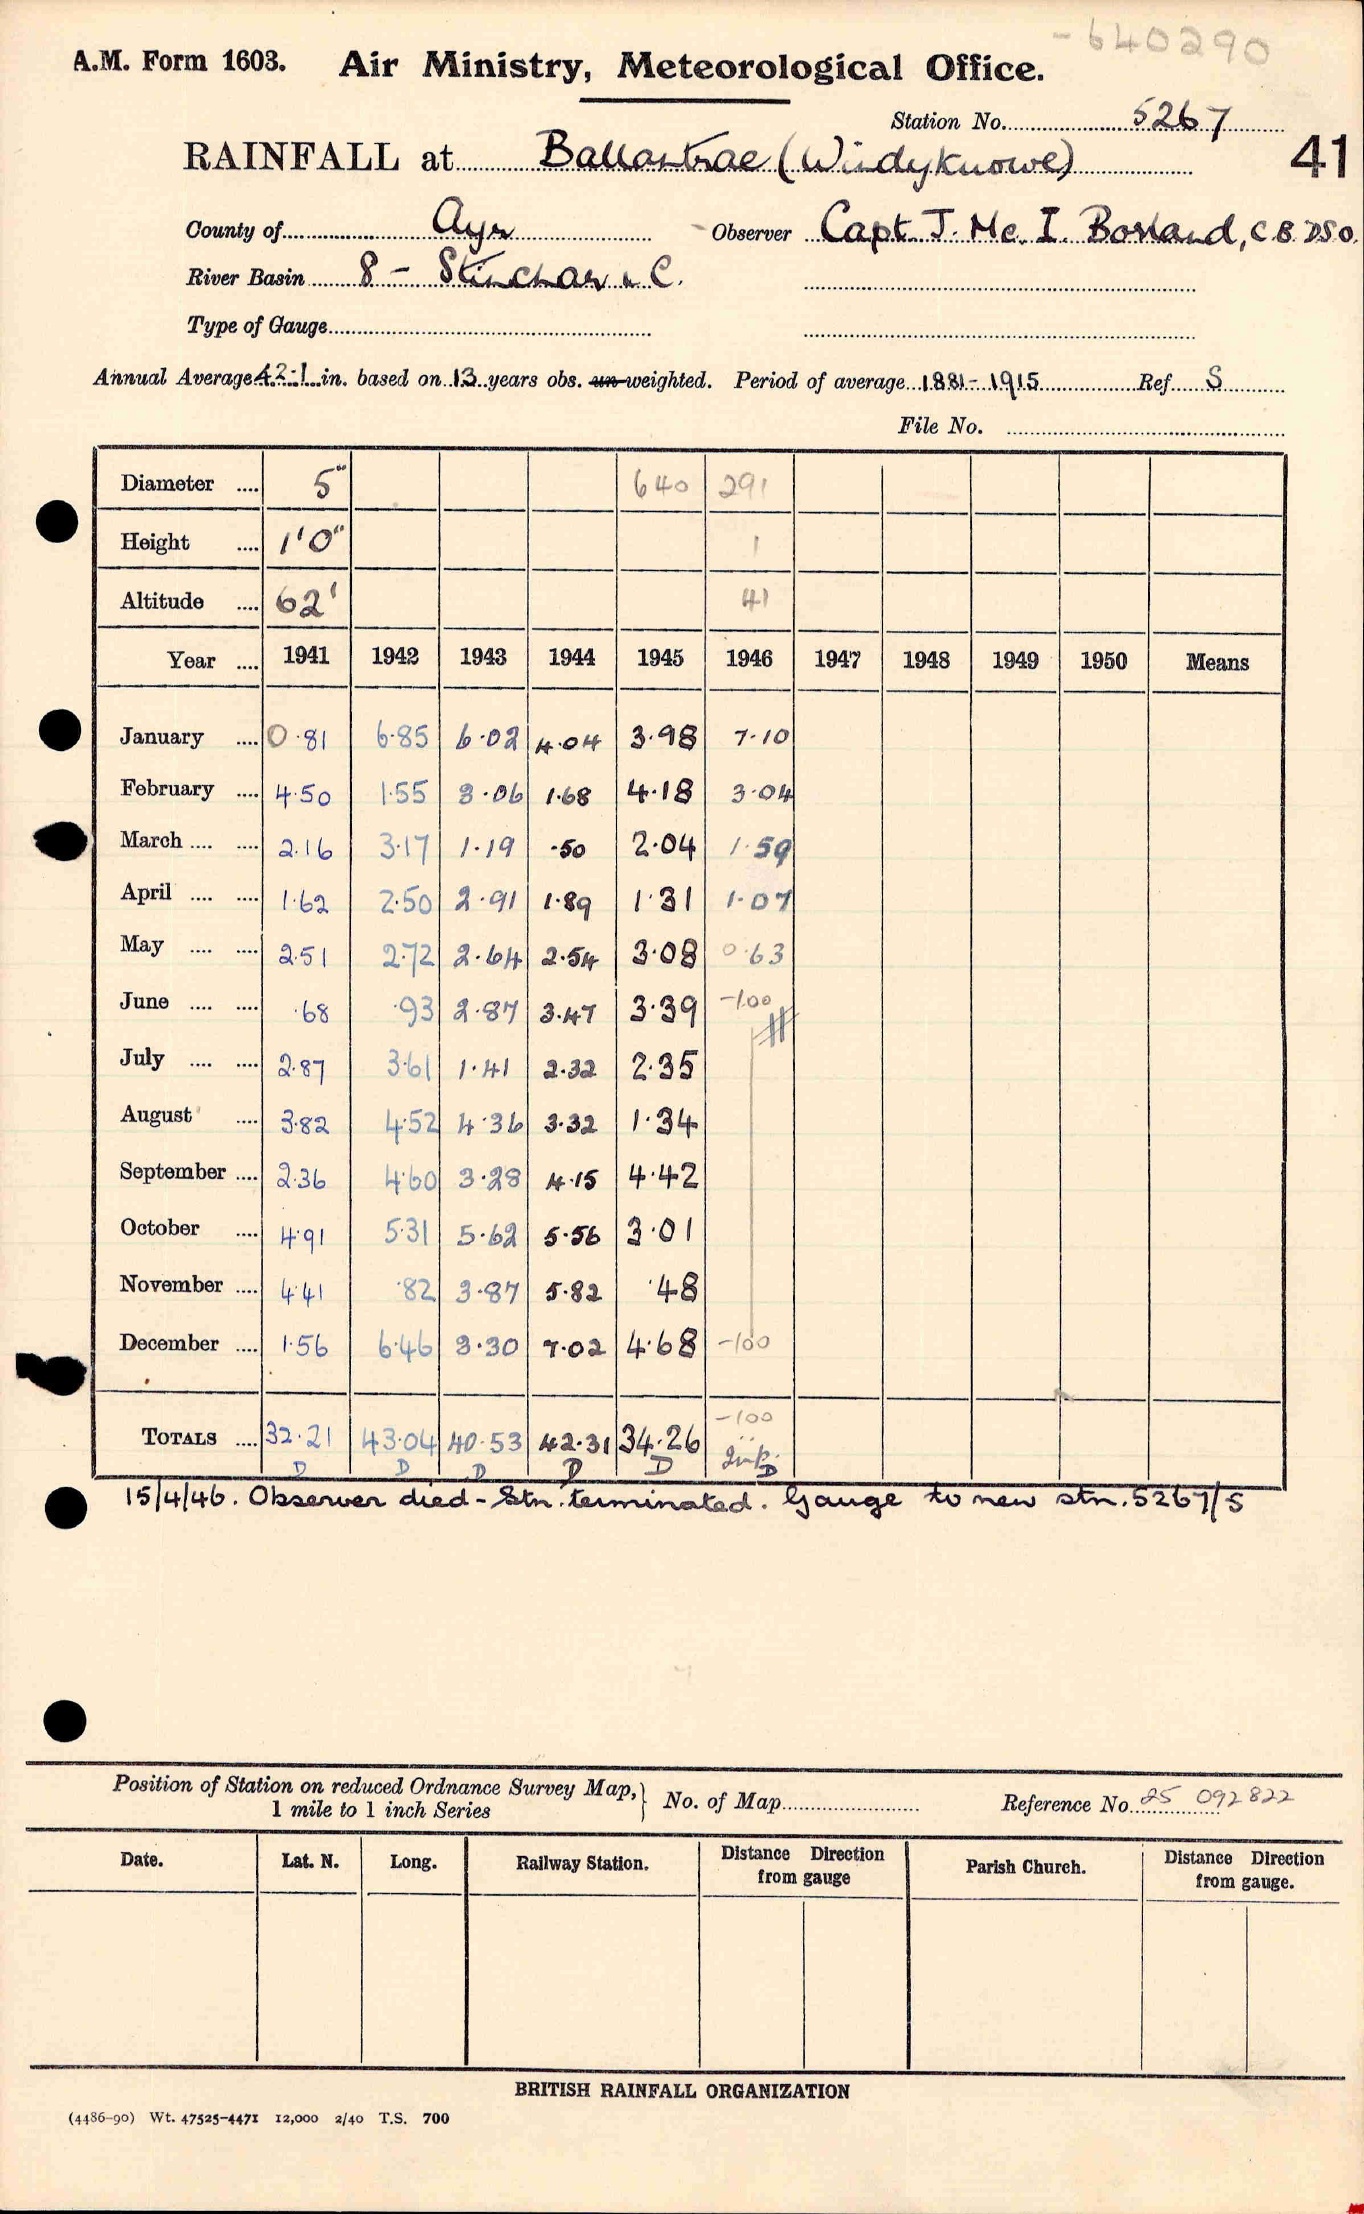 -640290
A.M. Form 1603. Air Ministry, Meteorological Office.
Station No. 5267
RAINFALL at Ballantrae (Windyknowe) 41
County of Ayr Observer Capt J. Mc. I. Borland, C.B. DSO.
River Basin 8 - Stinchar & C.
Type of Gauge
Annual Average 42.1 in. based on 13 years obs. un-weighted. Period of average 1881-1915 Ref S
File No.
Diameter .... 5" 640 291
Height .... 1'0" 1
Altitude .... 62' 41
Year .... 1941 1942 1943 1944 1945 1946 1947 1948 1949 1950 Means
January .... 0.81 6.85 6.02 4.04 3.98 7.10
February .... 4.50 1.55 3.06 1.68 4.18 3.04
March .... .... 2.16 3.17 1.19 .50 2.04 1.59
April .... .... 1.62 2.50 2.91 1.89 1.31 1.07
May .... .... 2.51 2.72 2.64 2.54 3.08 0.63
June .... .... .68 .93 2.87 3.47 3.39 -100
July .... .... 2.87 3.61 1.41 2.32 2.35
August .... 3.82 4.52 4.36 3.32 1.34
September .... 2.36 4.60 3.28 4.15 4.42
October .... 4.91 5.31 5.62 5.56 3.01
November .... 4.41 .82 3.87 5.82 .48
December .... 1.56 6.46 3.30 7.02 4.68 -100
-100
TOTALS .... 32.21 43.04 40.53 42.31 34.26
D D D D D D
15/4/46. Observer died - Stn. terminated. Gauge to new stn. 5267/5
Position of Station on reduced Ordnance Survey Map, 1 mile to 1 inch Series } No. of Map Reference No. 25 092822
Date. Lat. N. Long. Railway Station. Distance Direction from gauge Parish Church. Distance Direction from gauge.
BRITISH RAINFALL ORGANIZATION
(4486-90) Wt. 47525-4471 12,000 2/40 T.S. 700